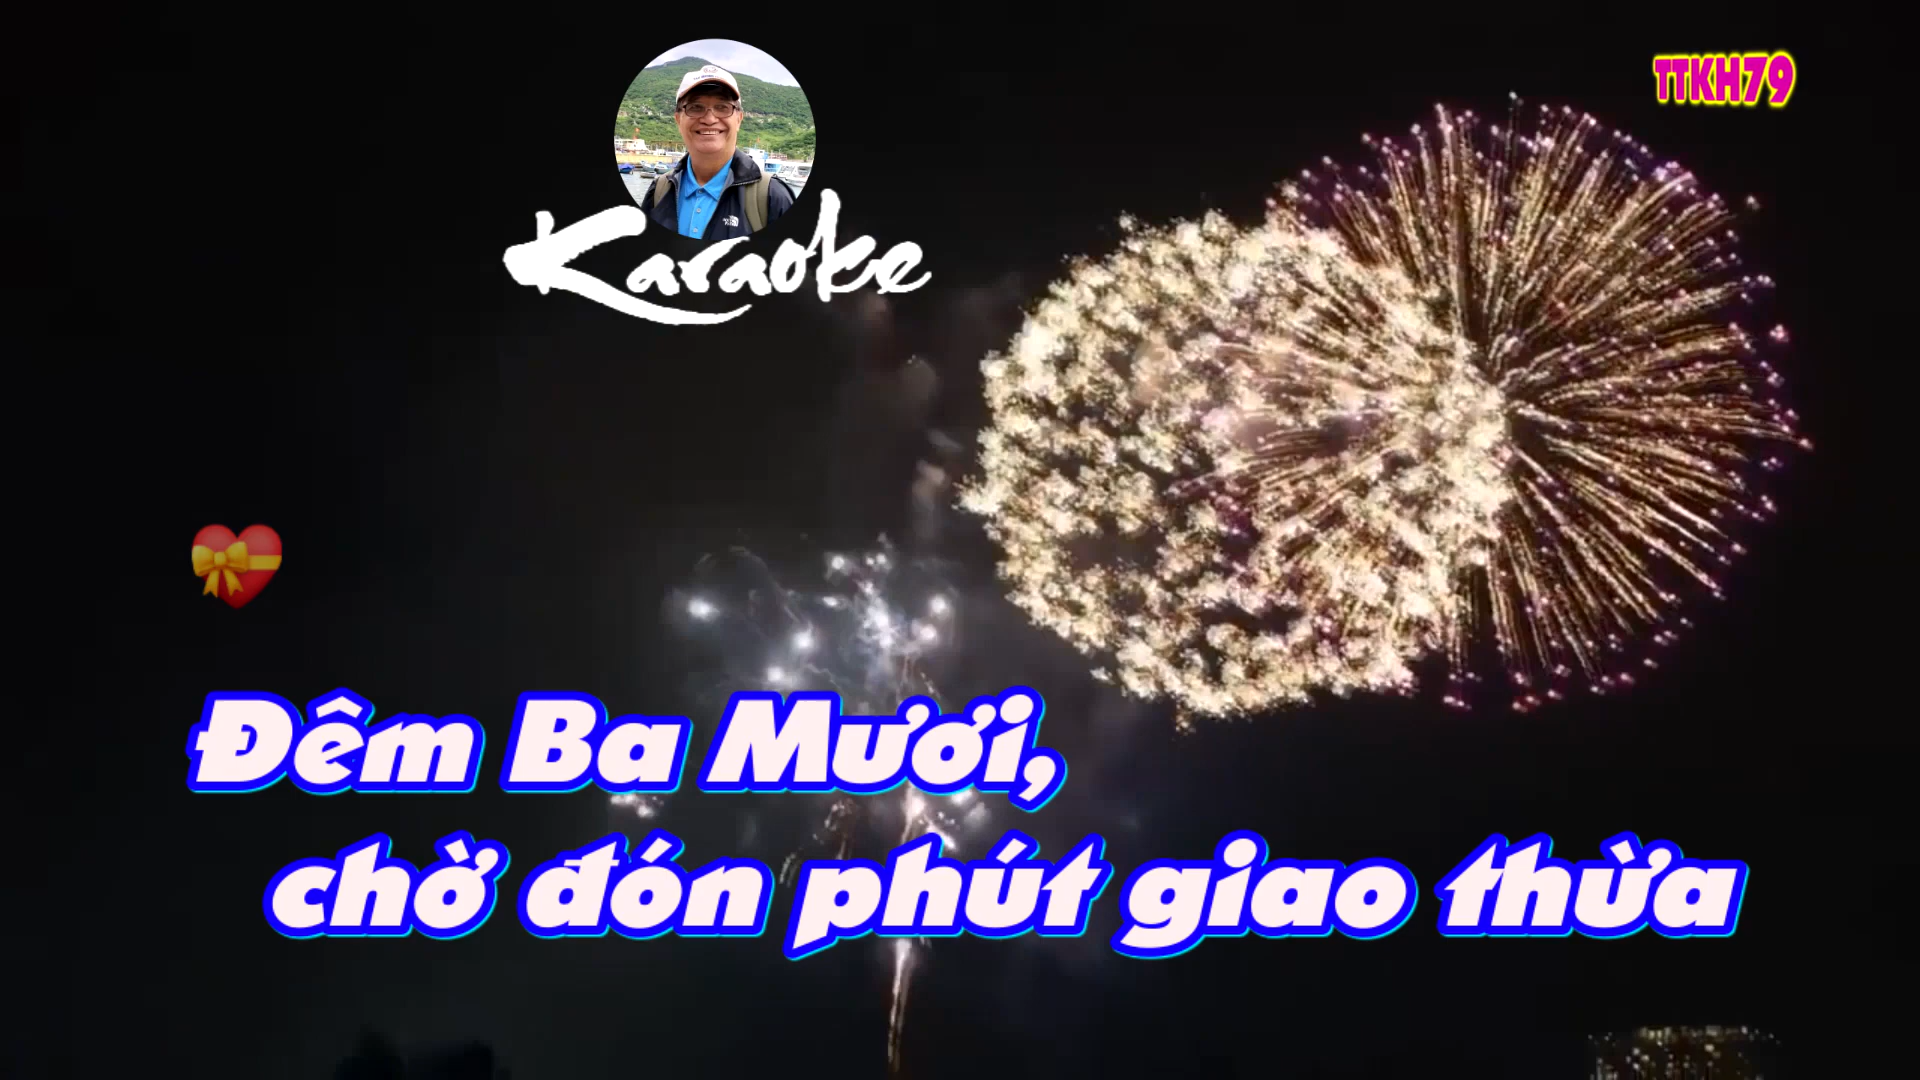 TTKH79
Karaoke
Đêm Ba Mươi,
chờ đón phút giao thừa